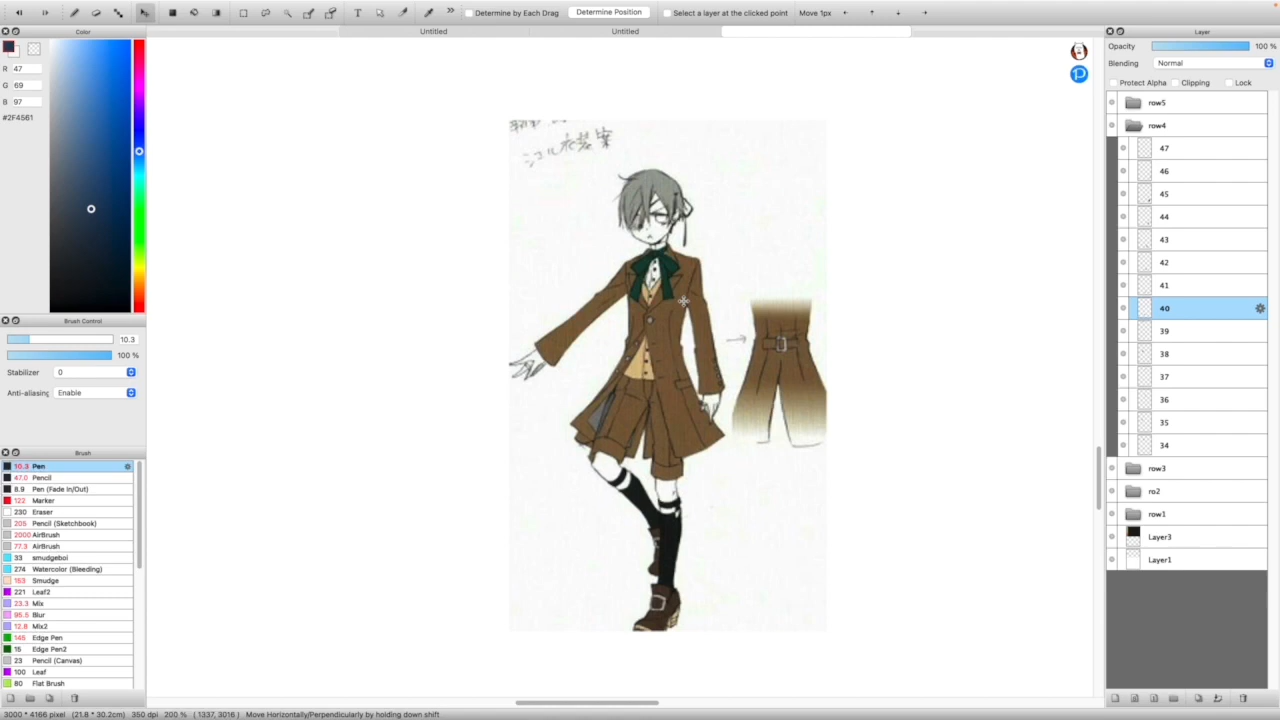 Determine by Each Drag Determine Position Select a layer at the clicked point Move 1px ← ↑ ↓ →
Color Untitled Untitled Layer
R 47
G 69
B 97
#2F4561
Brush Control
10.3
100 %
Stabilizer 0
Anti-aliasing Enable
Brush
10.3 Pen
47.0 Pencil
8.9 Pen (Fade In/Out)
122 Marker
230 Eraser
205 Pencil (Sketchbook)
2000 AirBrush
77.3 AirBrush
33 smudgeboi
274 Watercolor (Bleeding)
153 Smudge
221 Leaf2
23.3 Mix
95.5 Blur
12.8 Mix2
145 Edge Pen
15 Edge Pen2
23 Pencil (Canvas)
100 Leaf
80 Flat Brush
シエル衣装案
Opacity 100 %
Blending Normal
Protect Alpha Clipping Lock
row5
row4
47
46
45
44
43
42
41
40
39
38
37
36
35
34
row3
ro2
row1
Layer3
Layer1
3000 * 4166 pixel (21.8 * 30.2cm) 350 dpi 200 % ( 1337, 3016 ) Move Horizontally/Perpendicularly by holding down shift